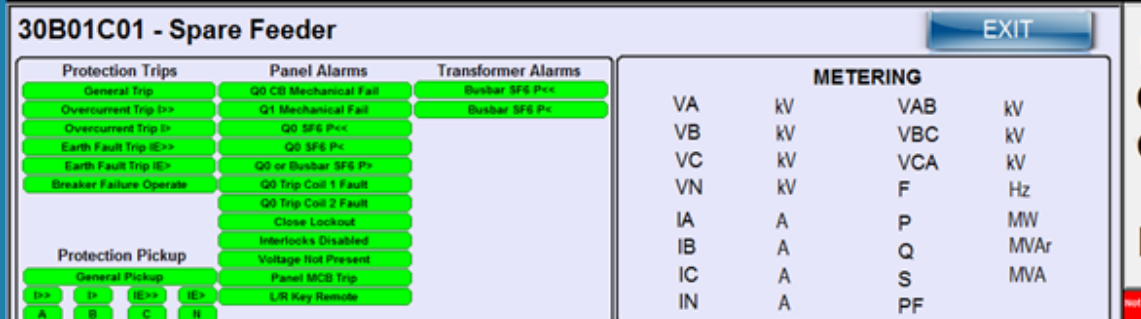 30B01C01 - Spare Feeder
EXIT
Protection Trips
General Trip
Overcurrent Trip I>>
Overcurrent Trip I>
Earth Fault Trip IE>>
Earth Fault Trip IE>
Breaker Failure Operate
Protection Pickup
General Pickup
I>> I> IE>> IE>
A B C N
Panel Alarms
Q0 CB Mechanical Fail
Q1 Mechanical Fail
Q0 SF6 P<<
Q0 SF6 P<
Q0 or Busbar SF6 P>
Q0 Trip Coil 1 Fault
Q0 Trip Coil 2 Fault
Close Lockout
Interlocks Disabled
Voltage Not Present
Panel MCB Trip
L/R Key Remote
Transformer Alarms
Busbar SF6 P<<
Busbar SF6 P<
METERING
VA kV VAB kV
VB kV VBC kV
VC kV VCA kV
VN kV F Hz
IA A P MW
IB A Q MVAr
IC A S MVA
IN A PF
Not